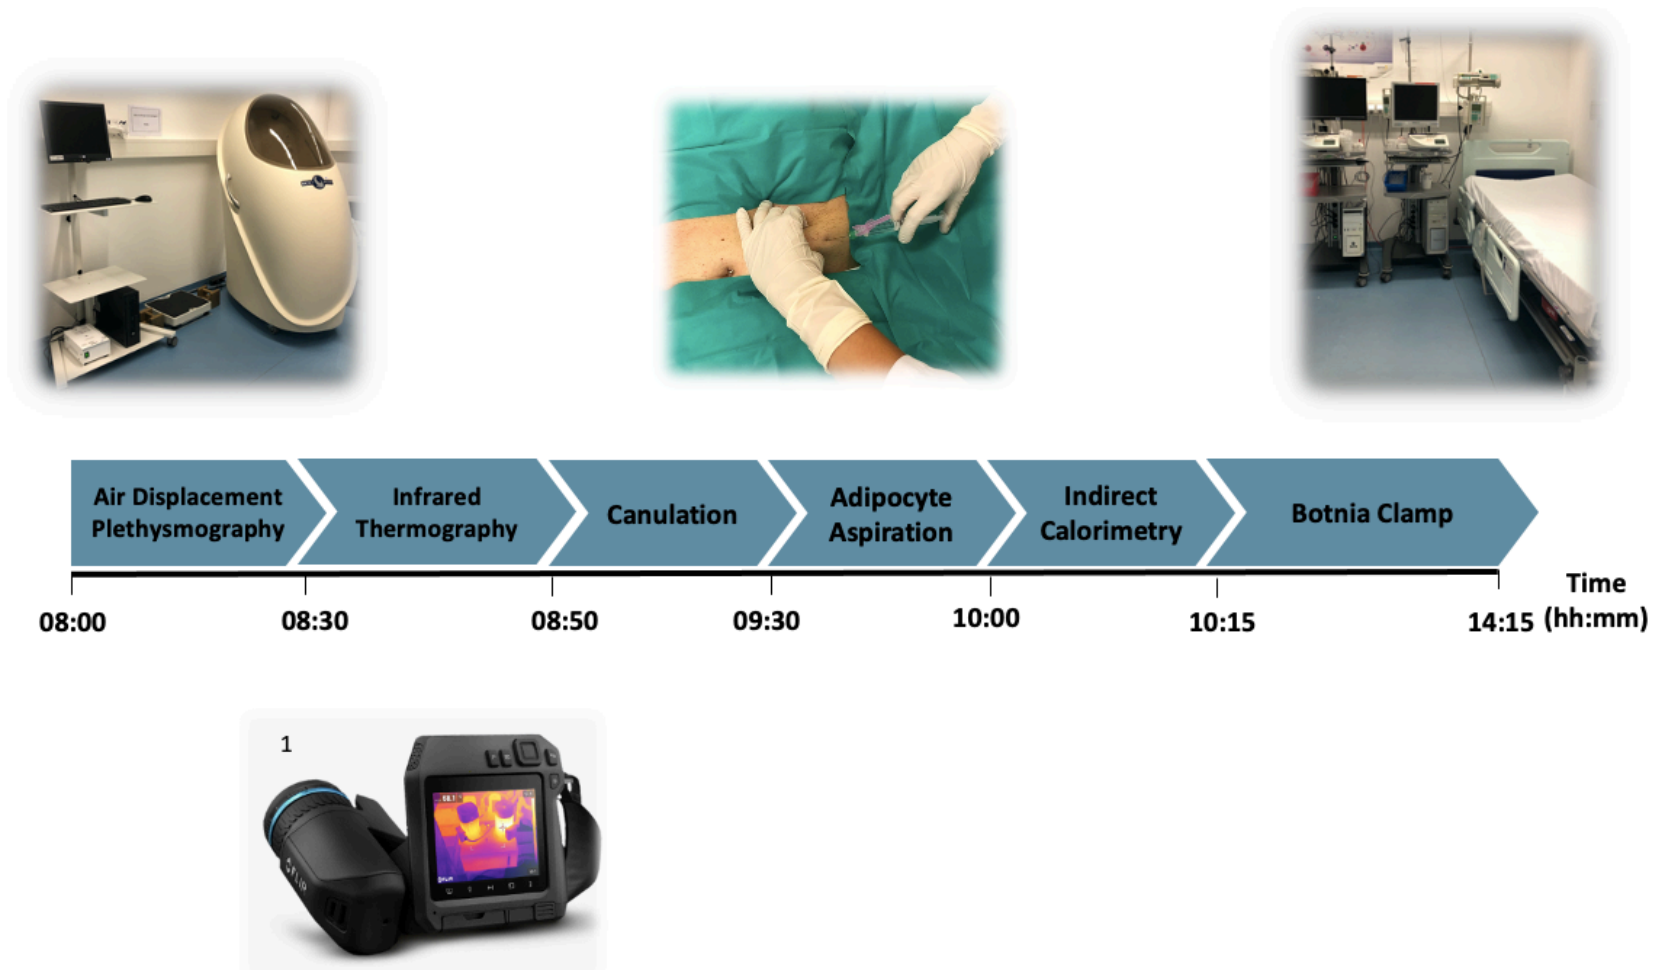 Air Displacement
Plethysmography
Infrared
Thermography
Canulation
Adipocyte
Aspiration
Indirect
Calorimetry
Botnia Clamp
08:00
08:30
08:50
09:30
10:00
10:15
14:15
Time
(hh:mm)
1
FLIR